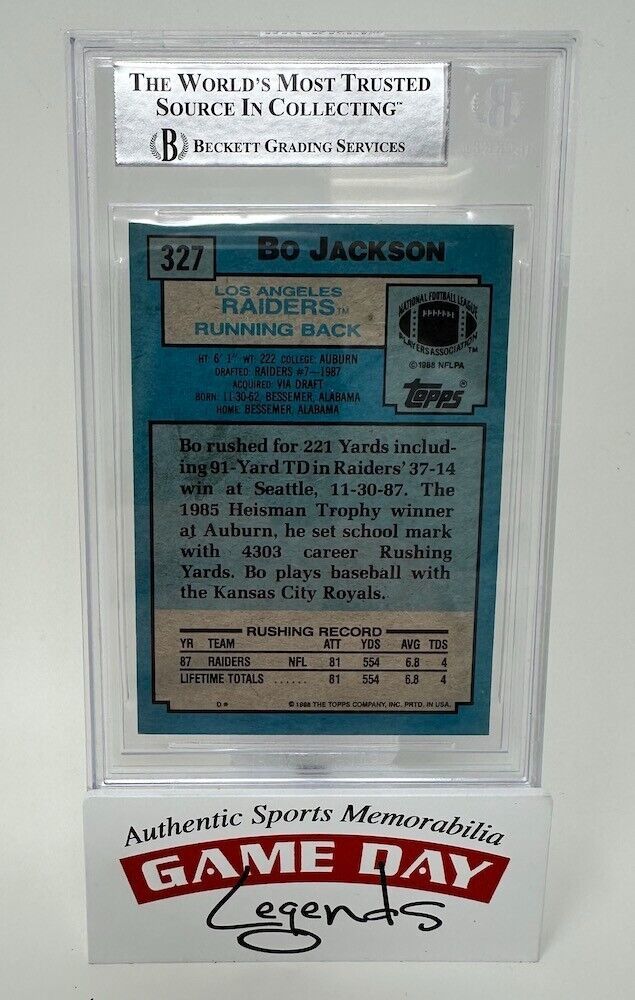 THE WORLD'S MOST TRUSTED
SOURCE IN COLLECTING™
B BECKETT GRADING SERVICES
327 BO JACKSON
LOS ANGELES
RAIDERS™
RUNNING BACK
NATIONAL FOOTBALL LEAGUE
PLAYERS ASSOCIATION™
©1988 NFLPA
TOPPS®
HT: 6' 1" WT: 222 COLLEGE: AUBURN
DRAFTED: RAIDERS #7—1987
ACQUIRED: VIA DRAFT
BORN: 11-30-62, BESSEMER, ALABAMA
HOME: BESSEMER, ALABAMA
Bo rushed for 221 Yards includ-
ing 91-Yard TD in Raiders' 37-14
win at Seattle, 11-30-87. The
1985 Heisman Trophy winner
at Auburn, he set school mark
with 4303 career Rushing
Yards. Bo plays baseball with
the Kansas City Royals.
RUSHING RECORD
YR TEAM ATT YDS AVG TDS
87 RAIDERS NFL 81 554 6.8 4
LIFETIME TOTALS ...... 81 554 6.8 4
D* ©1988 THE TOPPS COMPANY, INC. PRTD. IN USA.
Authentic Sports Memorabilia
GAME DAY
Legends